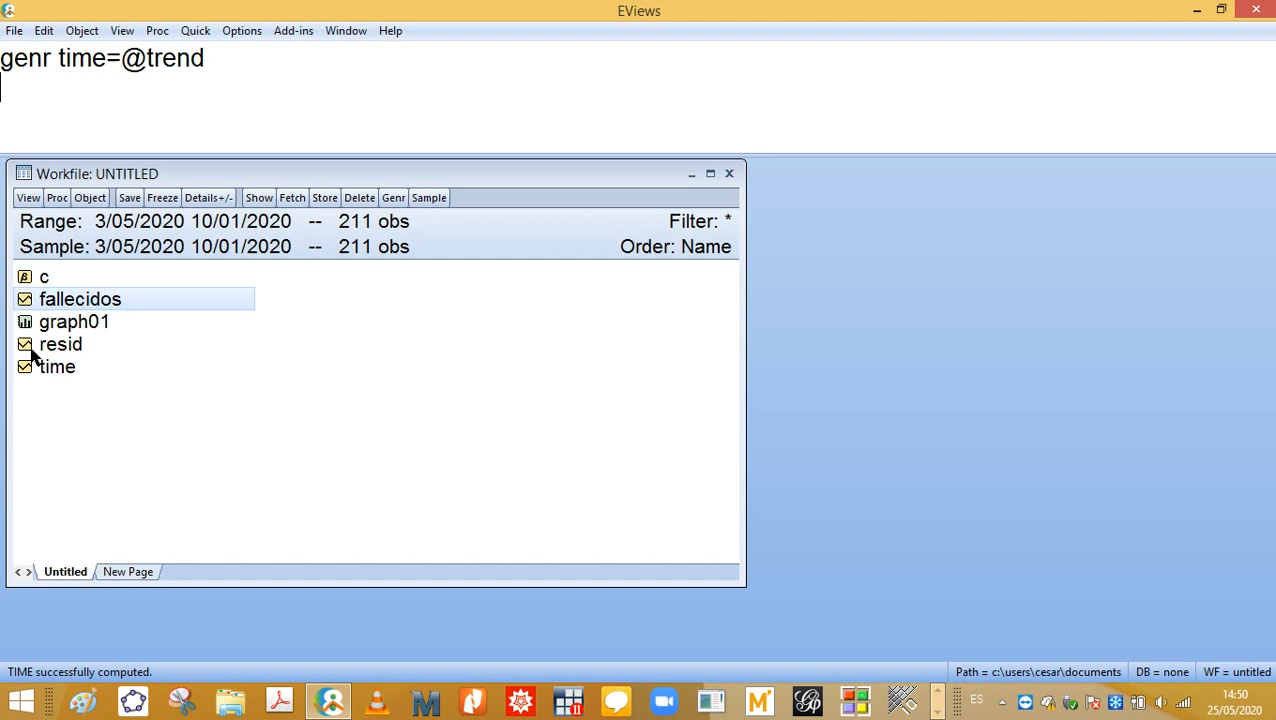 EViews
File Edit Object View Proc Quick Options Add-ins Window Help
genr time=@trend
Workfile: UNTITLED
View Proc Object Save Freeze Details+/- Show Fetch Store Delete Genr Sample
Range: 3/05/2020 10/01/2020 -- 211 obs Filter: *
Sample: 3/05/2020 10/01/2020 -- 211 obs Order: Name
c
fallecidos
graph01
resid
time
Untitled New Page
TIME successfully computed. Path = c:\users\cesar\documents DB = none WF = untitled
ES 14:50
25/05/2020